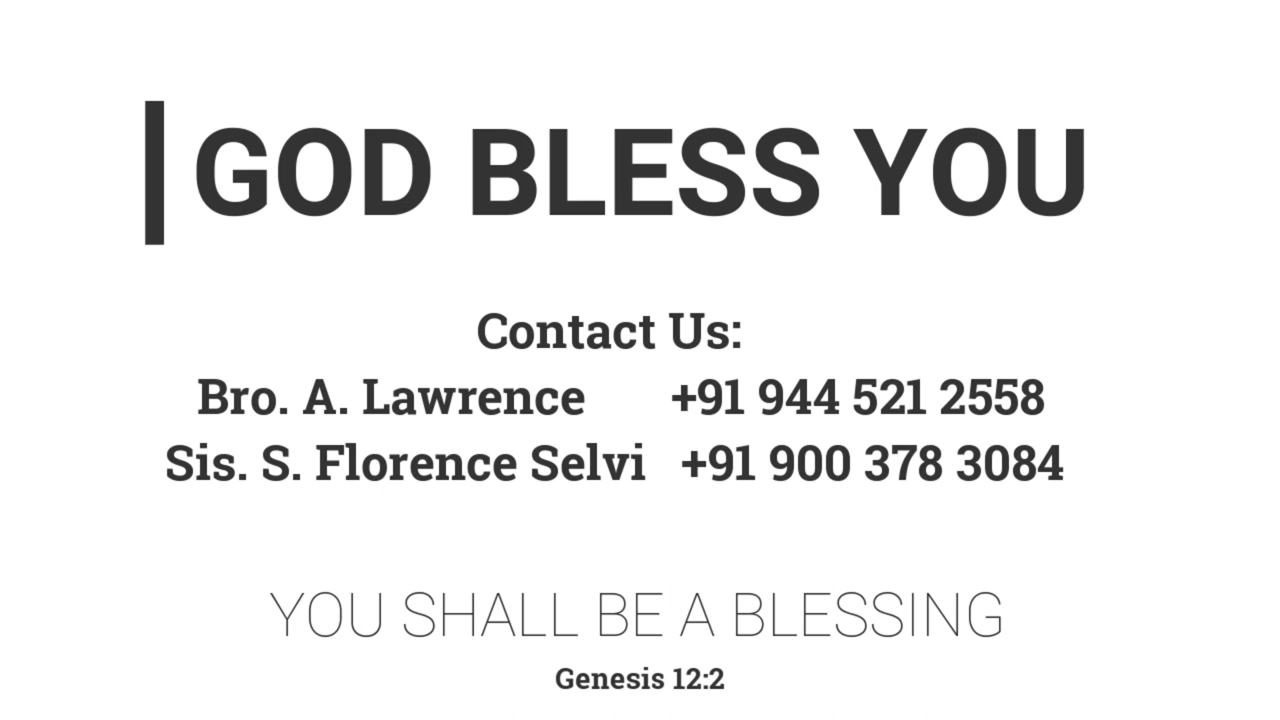 GOD BLESS YOU
Contact Us:
Bro. A. Lawrence +91 944 521 2558
Sis. S. Florence Selvi +91 900 378 3084
YOU SHALL BE A BLESSING
Genesis 12:2